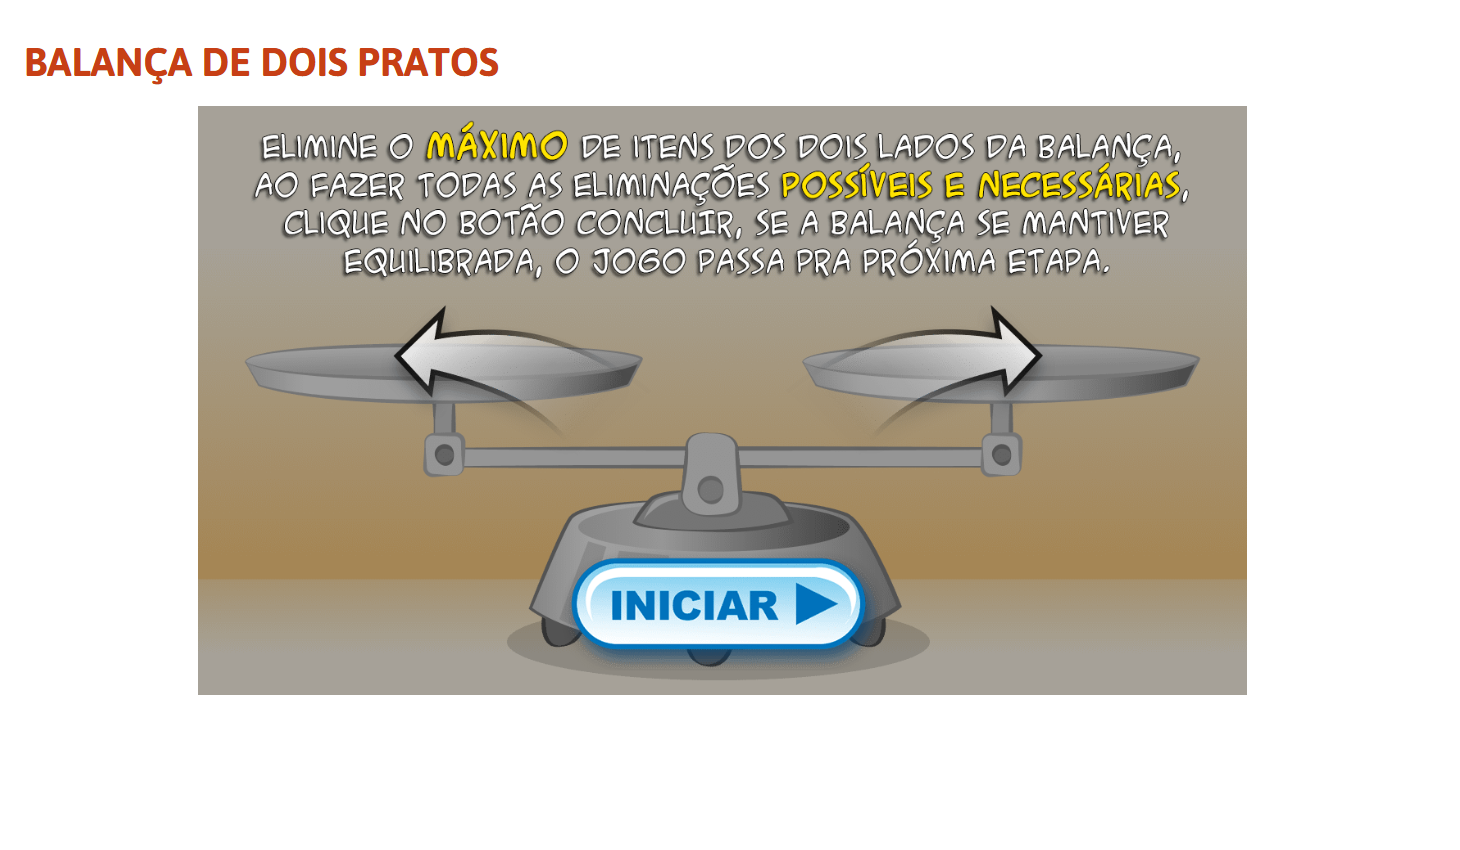 BALANÇA DE DOIS PRATOS
ELIMINE O MÁXIMO DE ITENS DOS DOIS LADOS DA BALANÇA,
AO FAZER TODAS AS ELIMINAÇÕES POSSÍVEIS E NECESSÁRIAS,
CLIQUE NO BOTÃO CONCLUIR, SE A BALANÇA SE MANTIVER
EQUILIBRADA, O JOGO PASSA PRA PRÓXIMA ETAPA.
INICIAR